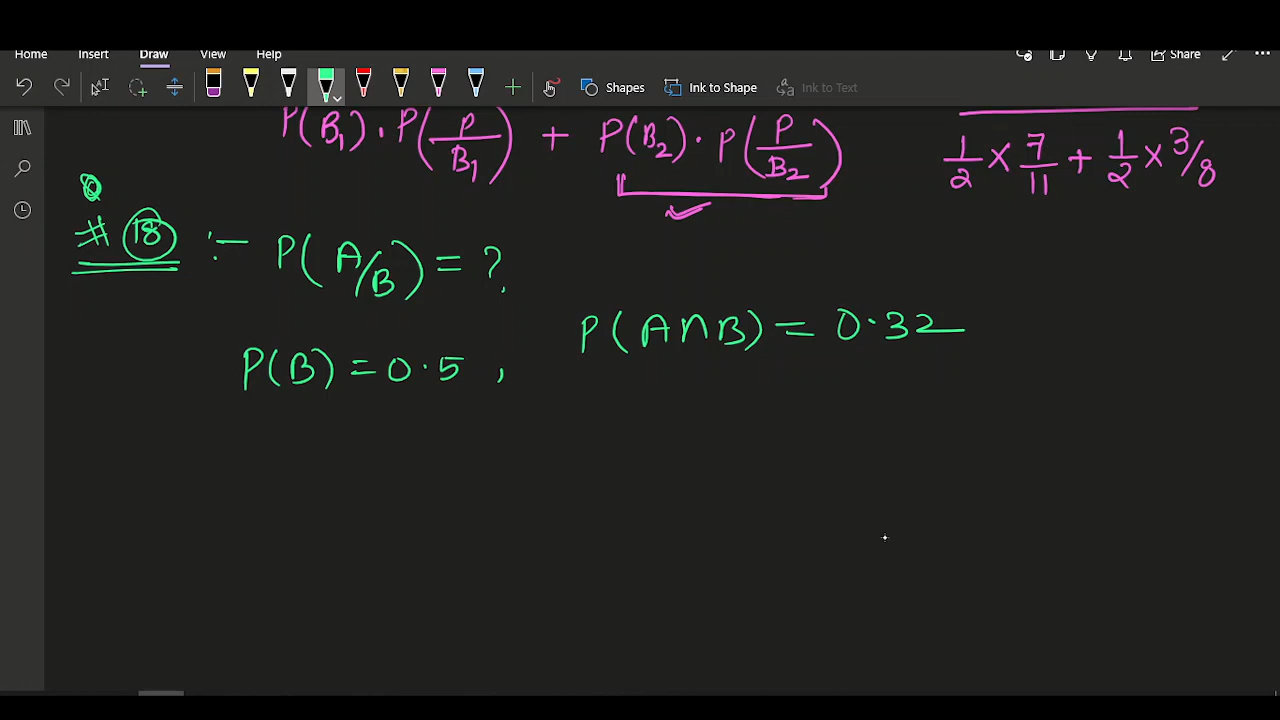 Home Insert Draw View Help Share
Shapes Ink to Shape Ink to Text
P(B₁) . P(P/B₁) + P(B₂) . P(P/B₂)
1/2 × 7/11 + 1/2 × 3/8
# 18 :- P(A/B) = ?
P(A∩B) = 0.32
P(B) = 0.5 ,